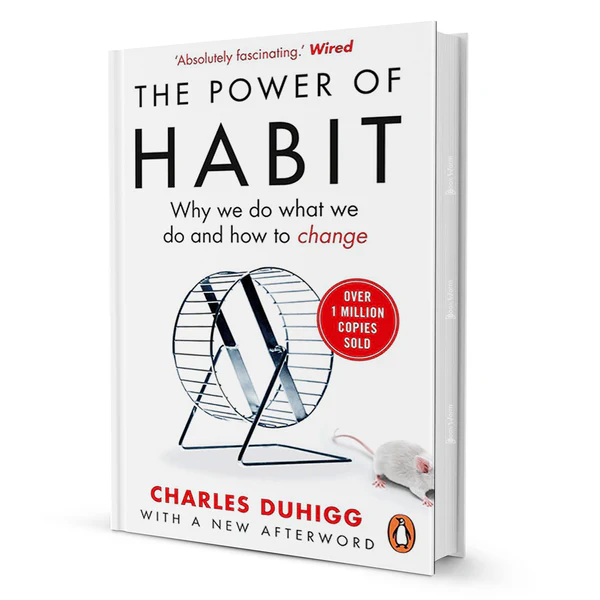 'Absolutely fascinating.' Wired
THE POWER OF
HABIT
Why we do what we
do and how to change
OVER
1 MILLION
COPIES
SOLD
CHARLES DUHIGG
WITH A NEW AFTERWORD